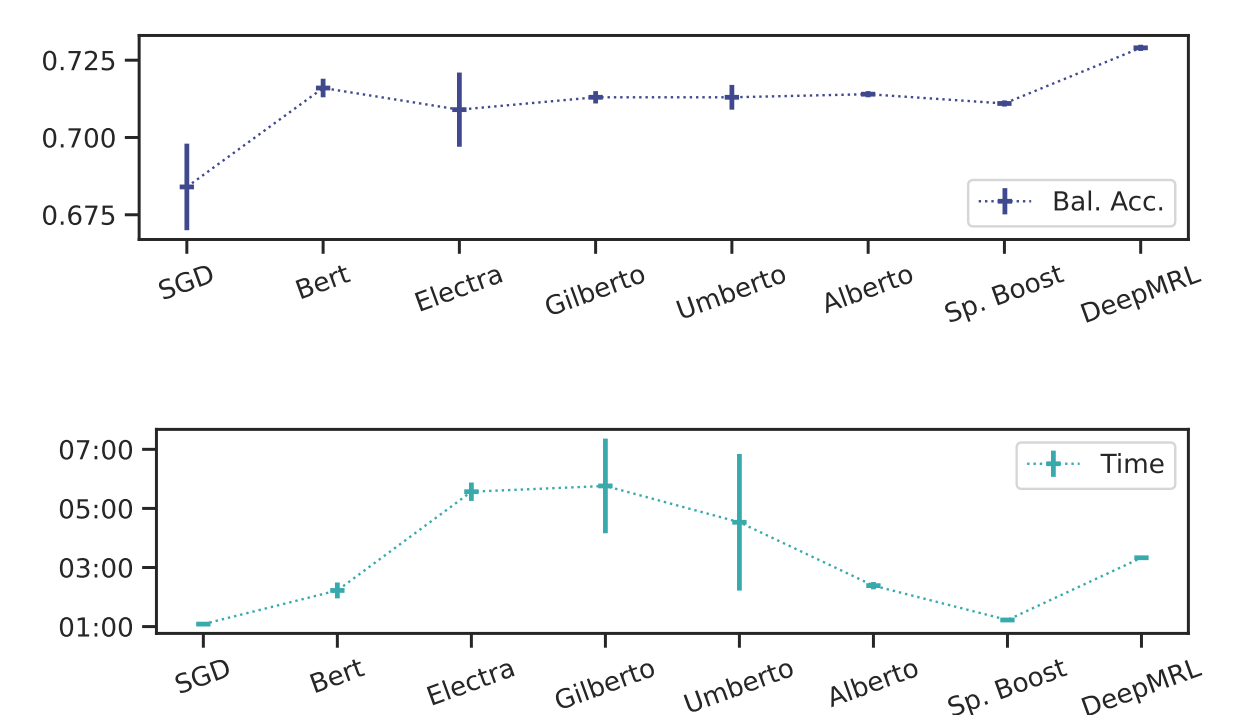 0.725
0.700
0.675
Bal. Acc.
SGD Bert Electra Gilberto Umberto Alberto Sp. Boost DeepMRL
07:00
05:00
03:00
01:00
Time
SGD Bert Electra Gilberto Umberto Alberto Sp. Boost DeepMRL